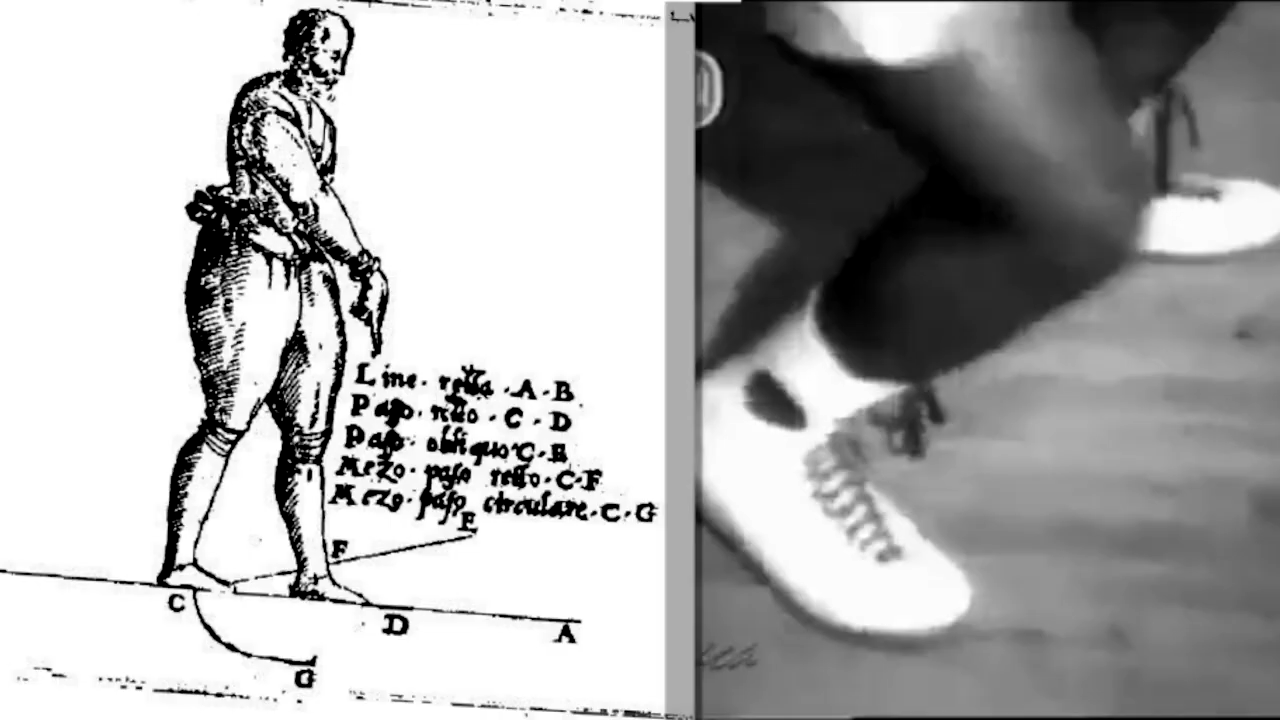 Line. retta. A. B
Paſo. retto. C. D
Paſo. obliquo C. E
Mezo. paſo retto. C. F
Mezo. paſo circulare. C. G
E
F
C
D
A
G